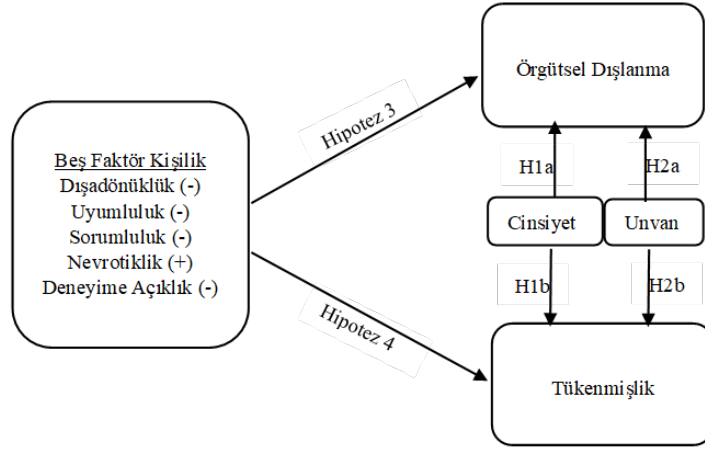 Örgütsel Dışlanma
Hipotez 3
Beş Faktör Kişilik
Dışadönüklük (-)
Uyumluluk (-)
Sorumluluk (-)
Nevrotiklik (+)
Deneyime Açıklık (-)
H1a
H2a
Cinsiyet
Unvan
H1b
H2b
Hipotez 4
Tükenmişlik